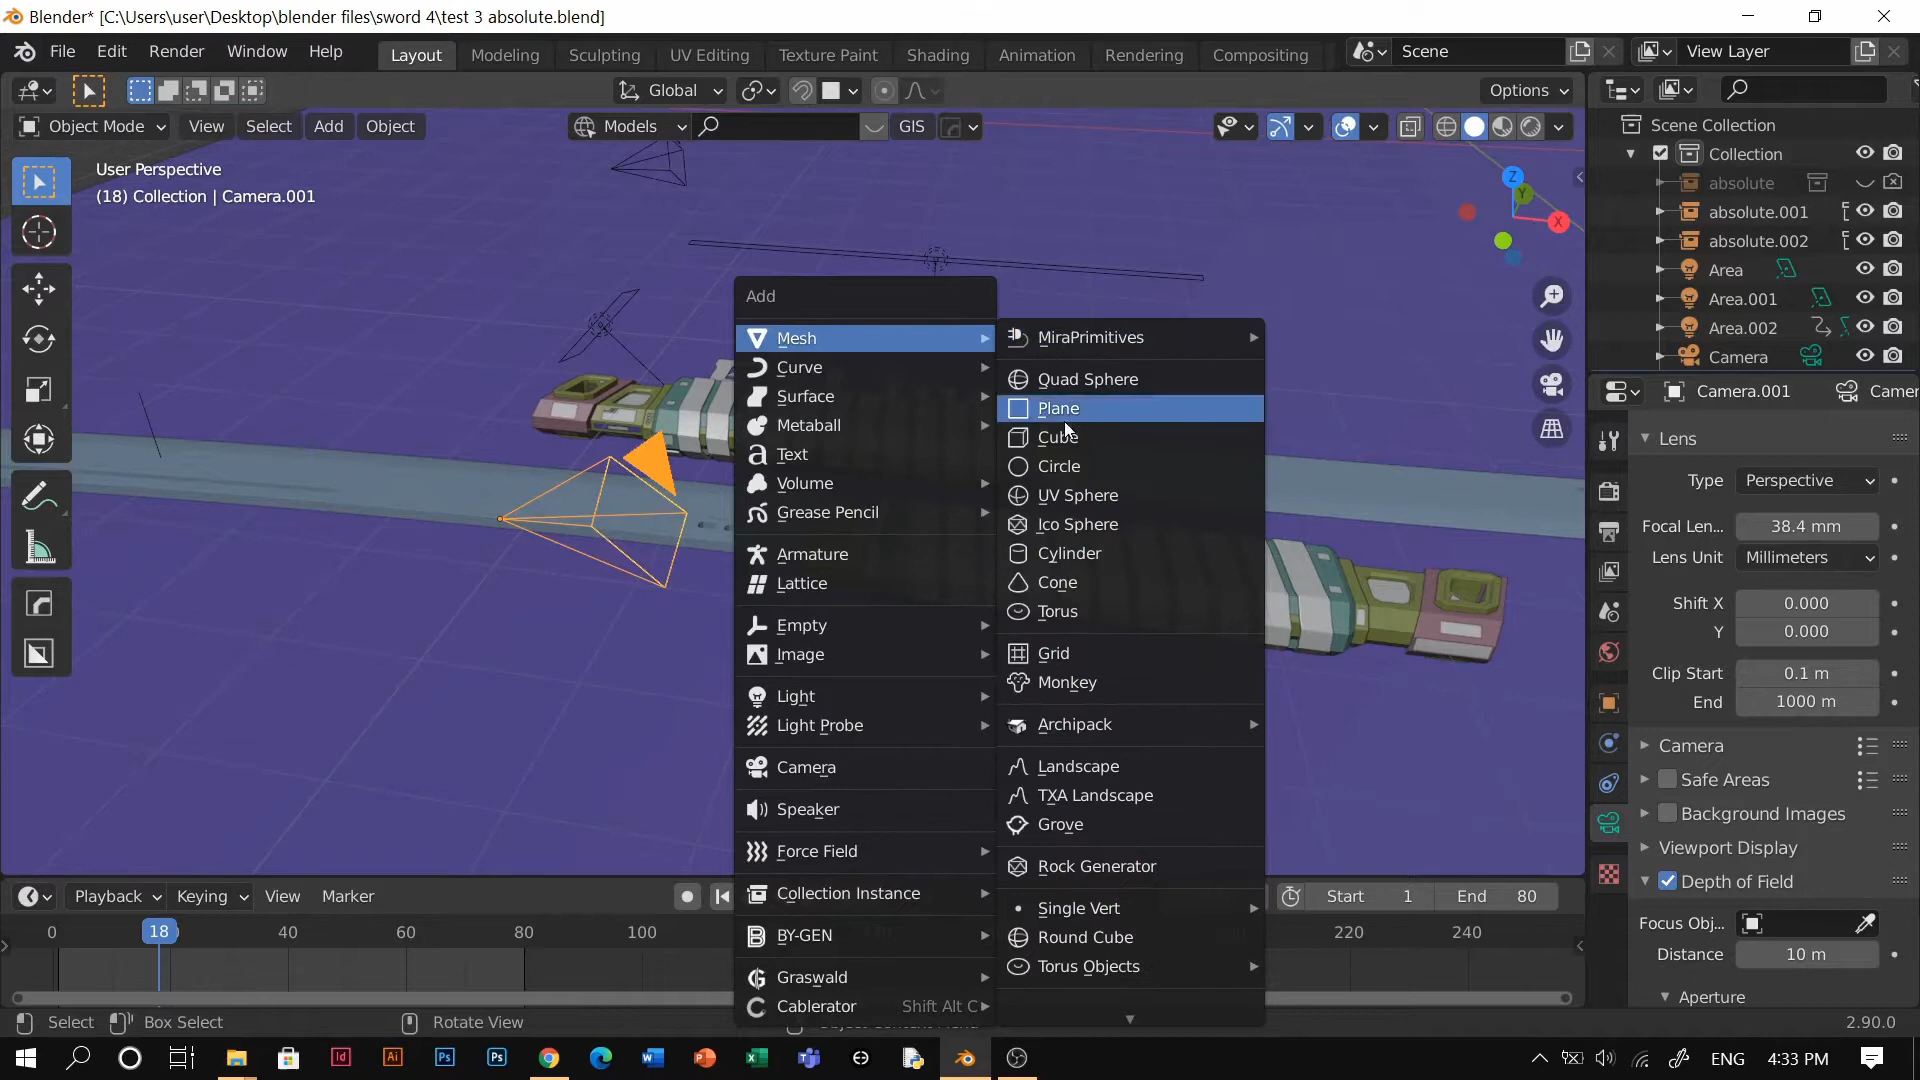 Blender* [C:\Users\user\Desktop\blender files\sword 4\test 3 absolute.blend]
File Edit Render Window Help Layout Modeling Sculpting UV Editing Texture Paint Shading Animation Rendering Compositing Scene View Layer
Global Options
Object Mode View Select Add Object Models GIS
User Perspective
(18) Collection | Camera.001
Z
Y
X
Scene Collection
Collection
absolute
absolute.001
absolute.002
Area
Area.001
Area.002
Camera
Add
Mesh
Curve
Surface
Metaball
Text
Volume
Grease Pencil
Armature
Lattice
Empty
Image
Light
Light Probe
Camera
Speaker
Force Field
Collection Instance
BY-GEN
Graswald
Cablerator Shift Alt C
MiraPrimitives
Quad Sphere
Plane
Cube
Circle
UV Sphere
Ico Sphere
Cylinder
Cone
Torus
Grid
Monkey
Archipack
Landscape
TXA Landscape
Grove
Rock Generator
Single Vert
Round Cube
Torus Objects
Camera.001 Camer
Lens
Type Perspective
Focal Len... 38.4 mm
Lens Unit Millimeters
Shift X 0.000
Y 0.000
Clip Start 0.1 m
End 1000 m
Camera
Safe Areas
Background Images
Viewport Display
Depth of Field
Focus Obj...
Distance 10 m
Aperture
Playback Keying View Marker Start 1 End 80
0 18 40 60 80 100 220 240
Select Box Select Rotate View 2.90.0
ENG 4:33 PM